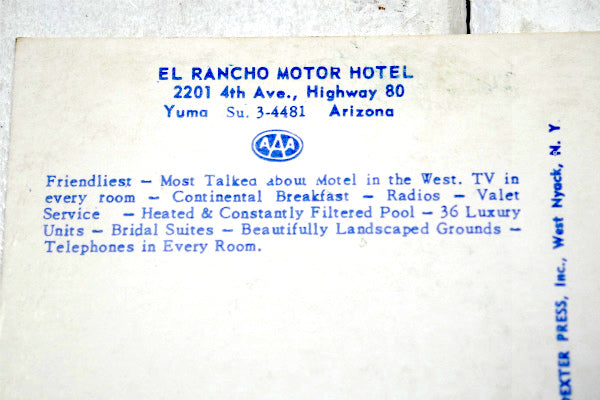 EL RANCHO MOTOR HOTEL
2201 4th Ave., Highway 80
Yuma Su. 3-4481 Arizona
AAA
Friendliest — Most Talked about Motel in the West. TV in
every room — Continental Breakfast — Radios — Valet
Service — Heated & Constantly Filtered Pool — 36 Luxury
Units — Bridal Suites — Beautifully Landscaped Grounds —
Telephones in Every Room.
DEXTER PRESS, Inc., West Nyack, N. Y.